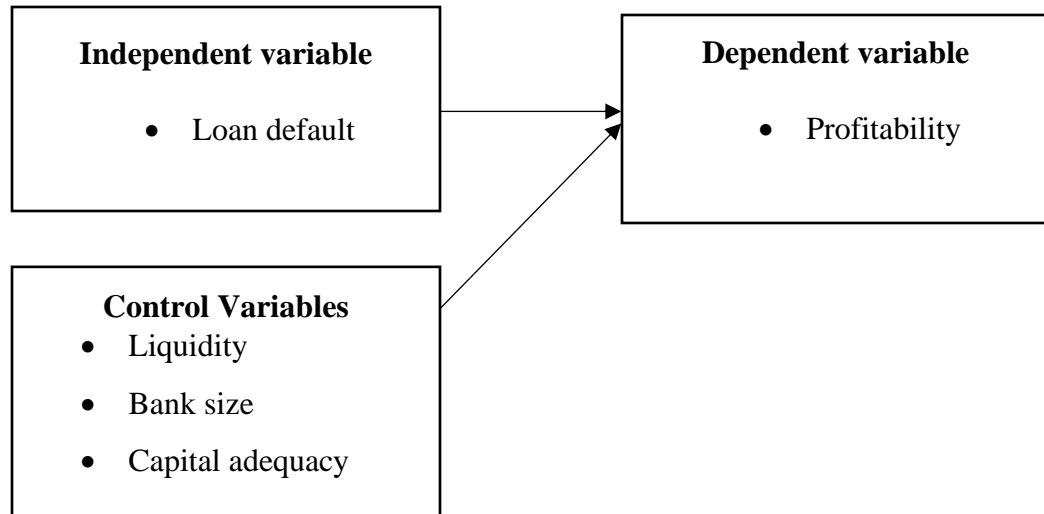 Independent variable
• Loan default
Dependent variable
• Profitability
Control Variables
• Liquidity
• Bank size
• Capital adequacy